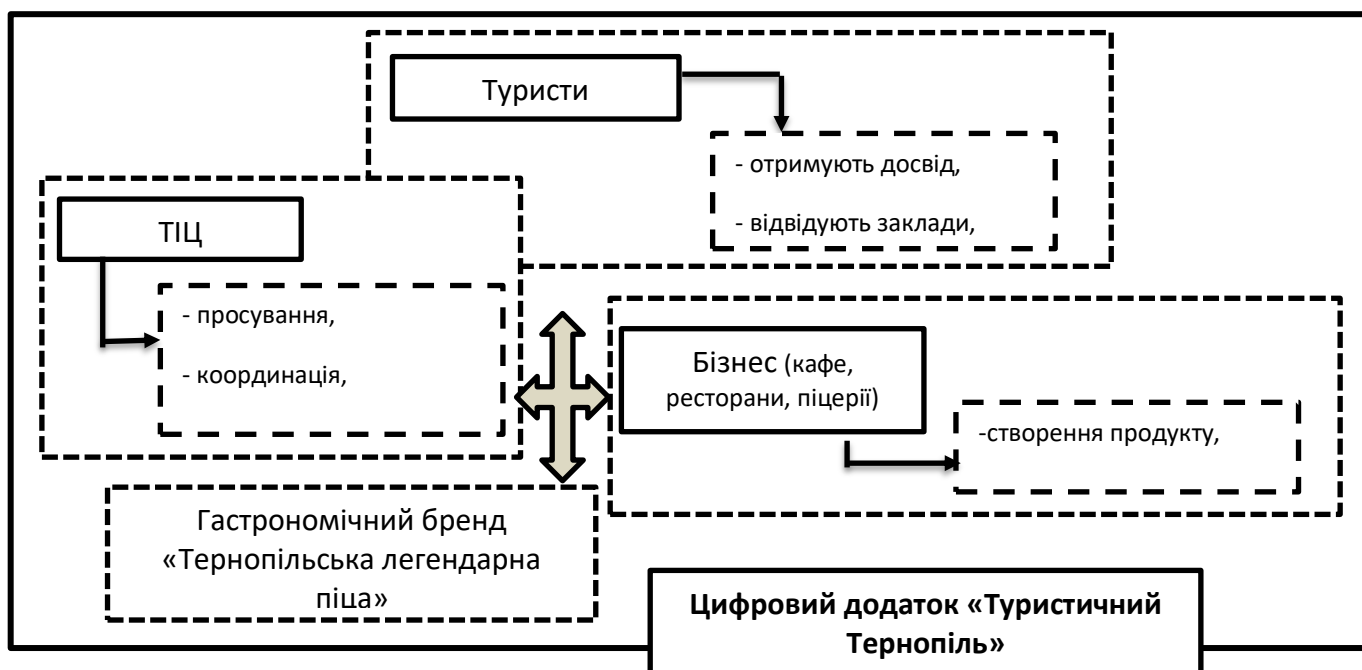 Туристи
- отримують досвід,
- відвідують заклади,
ТІЦ
- просування,
- координація,
Бізнес (кафе,
ресторани, піцерії)
-створення продукту,
Гастрономічний бренд
«Тернопільська легендарна
піца»
Цифровий додаток «Туристичний
Тернопіль»